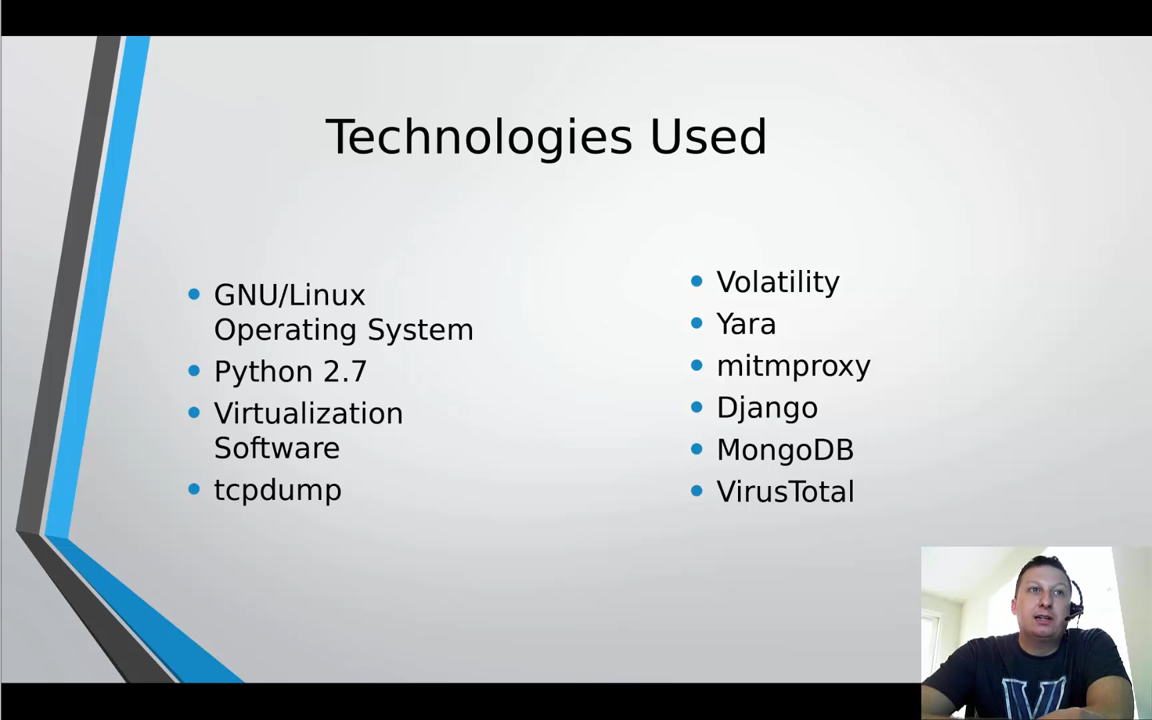 Technologies Used
GNU/Linux
Operating System
Python 2.7
Virtualization
Software
tcpdump
Volatility
Yara
mitmproxy
Django
MongoDB
VirusTotal